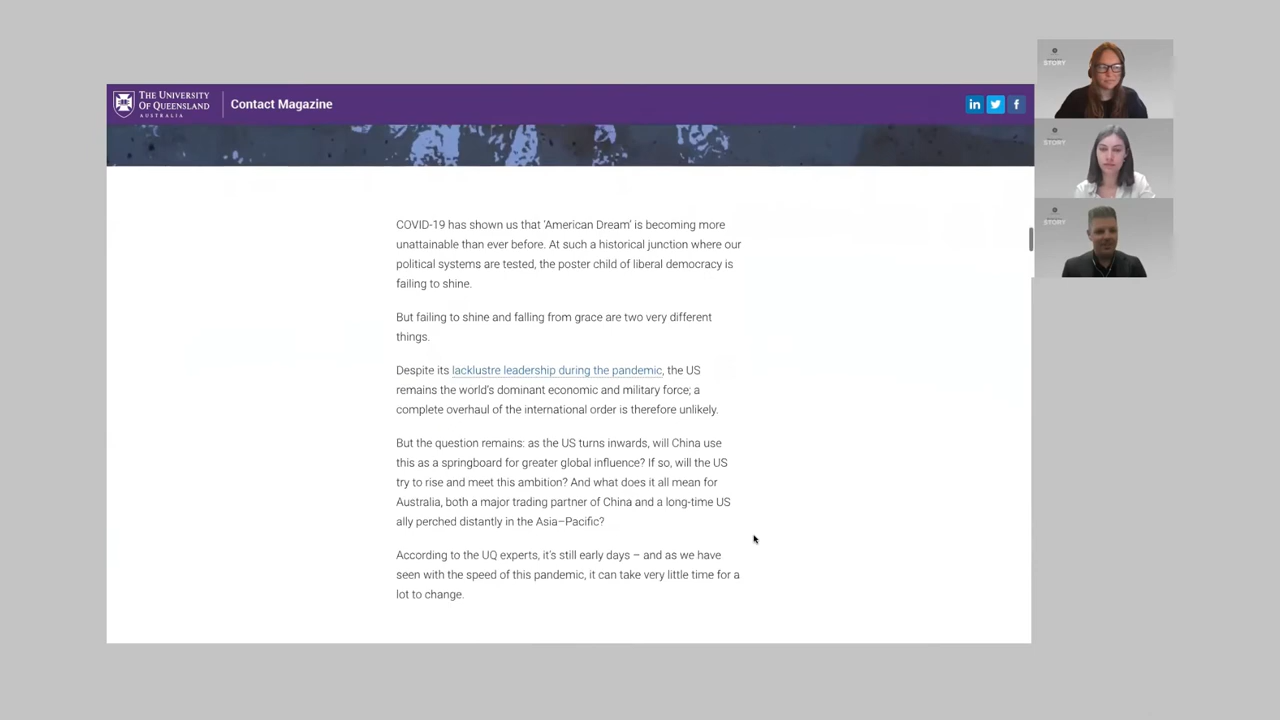 THE UNIVERSITY
OF QUEENSLAND
AUSTRALIA
Contact Magazine
COVID-19 has shown us that 'American Dream' is becoming more
unattainable than ever before. At such a historical junction where our
political systems are tested, the poster child of liberal democracy is
failing to shine.
But failing to shine and falling from grace are two very different
things.
Despite its lacklustre leadership during the pandemic, the US
remains the world's dominant economic and military force; a
complete overhaul of the international order is therefore unlikely.
But the question remains: as the US turns inwards, will China use
this as a springboard for greater global influence? If so, will the US
try to rise and meet this ambition? And what does it all mean for
Australia, both a major trading partner of China and a long-time US
ally perched distantly in the Asia–Pacific?
According to the UQ experts, it's still early days – and as we have
seen with the speed of this pandemic, it can take very little time for a
lot to change.
in
f
STORY
STORY
STORY